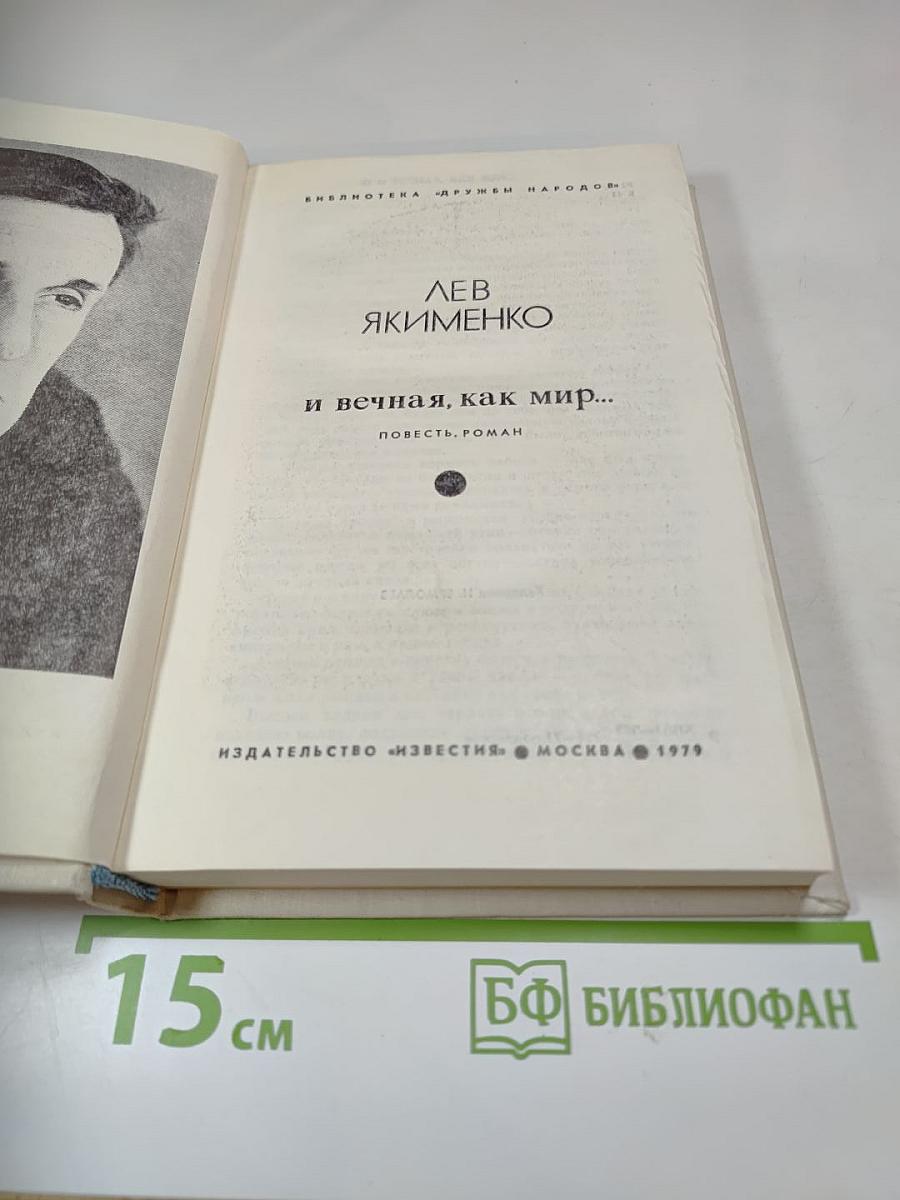 БИБЛИОТЕКА «ДРУЖБЫ НАРОДОВ»
ЛЕВ
ЯКИМЕНКО
и вечная, как мир...
ПОВЕСТЬ, РОМАН
ИЗДАТЕЛЬСТВО «ИЗВЕСТИЯ» ● МОСКВА ● 1979
15 см
БФ БИБЛИОФАН